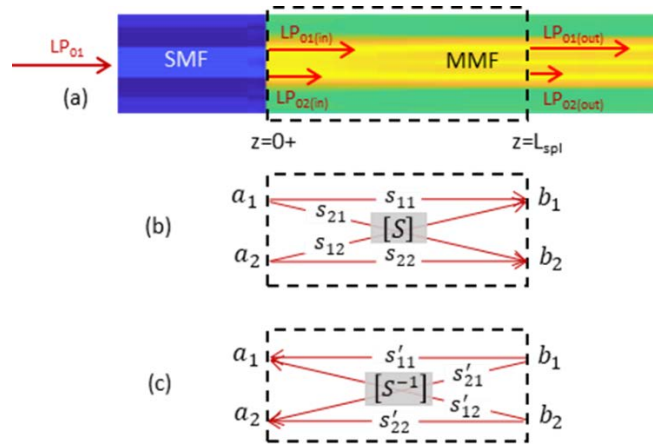 LP01
SMF
LP01(in)
MMF
LP01(out)
LP02(in)
LP02(out)
(a)
z=0+
z=Lspl
(b)
a1
s11
b1
s21
[S]
s12
a2
s22
b2
(c)
a1
s′11
b1
s′21
[S−1]
s′12
a2
s′22
b2